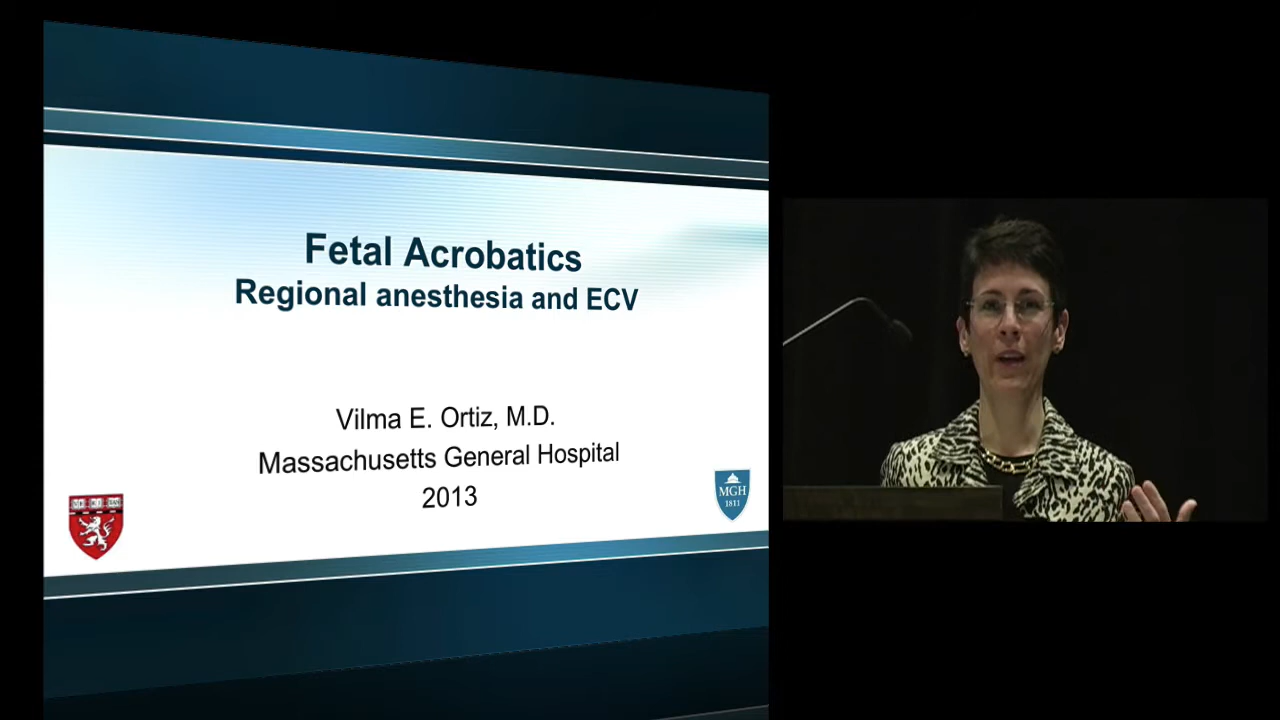 Fetal Acrobatics
Regional anesthesia and ECV
Vilma E. Ortiz, M.D.
Massachusetts General Hospital
2013
MGH
1811